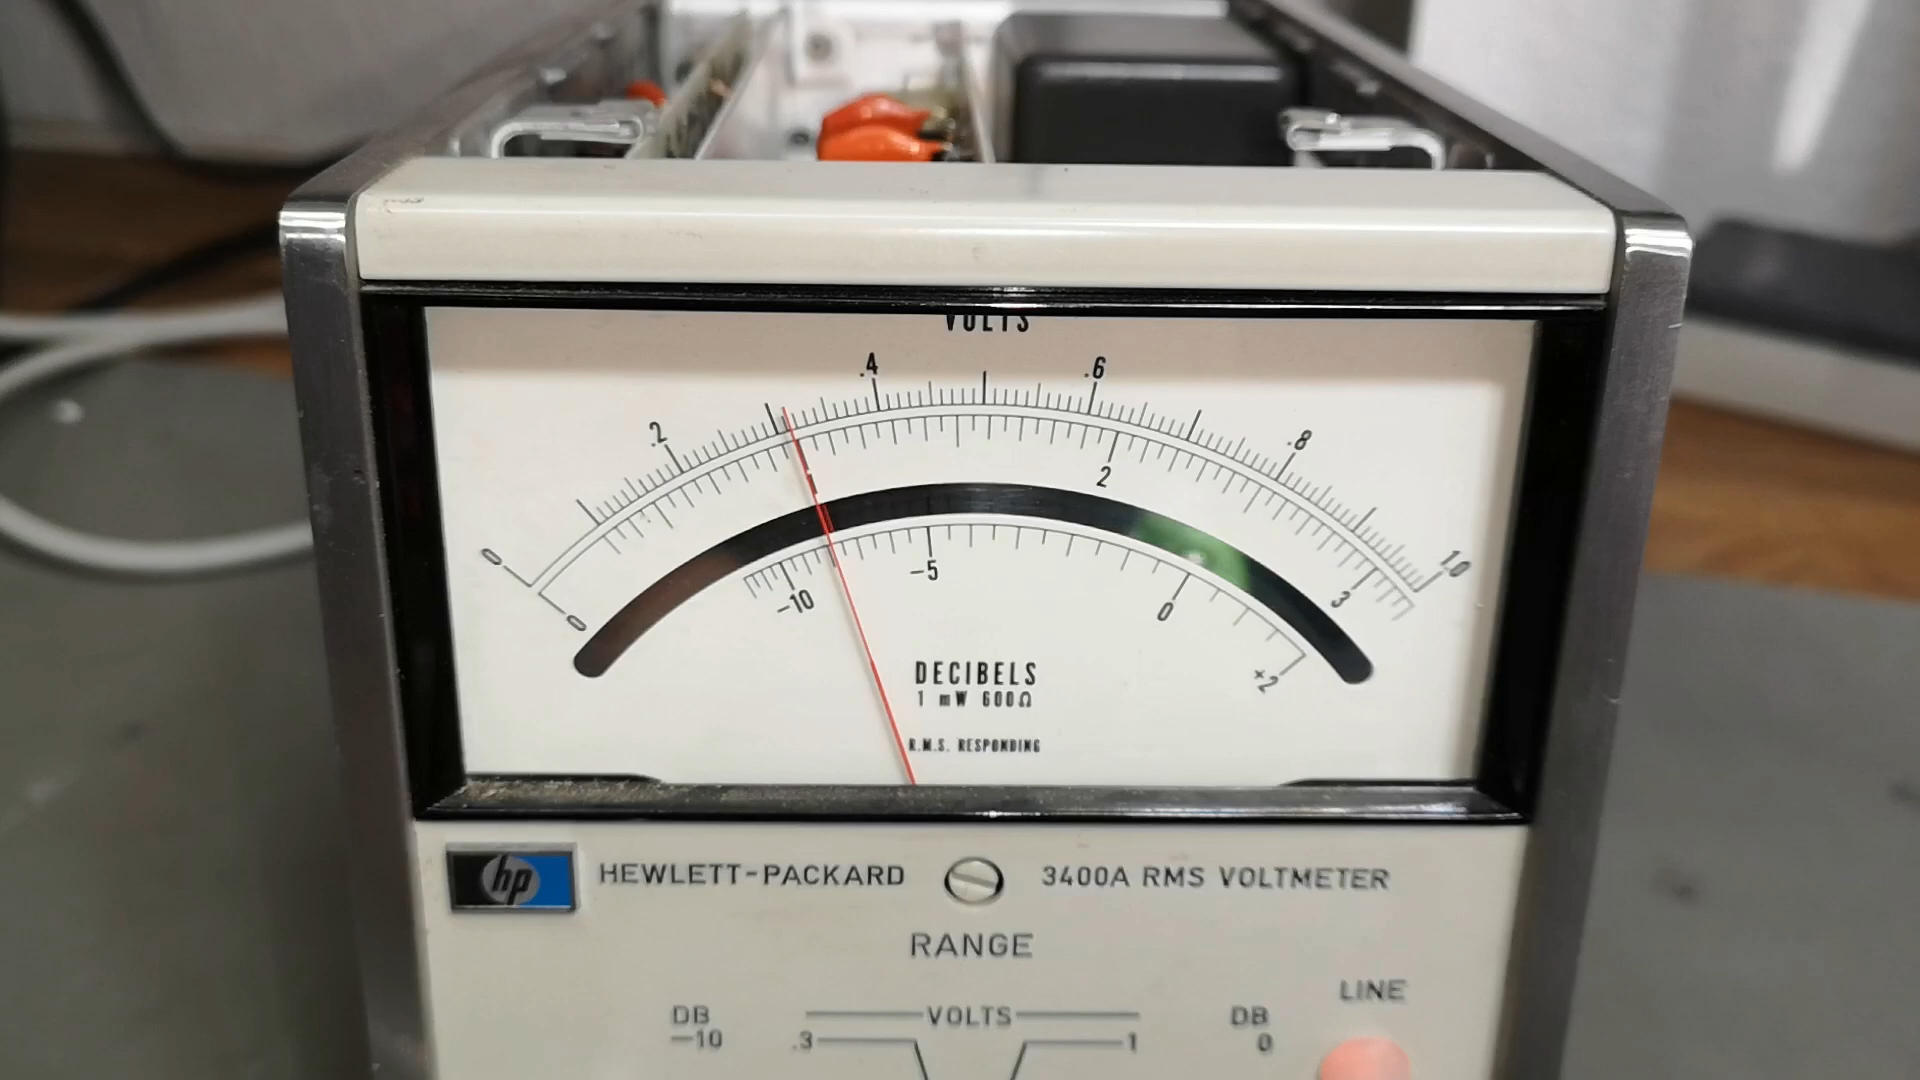 VOLTS
0 .2 .4 .6 .8 1.0
0 1 2 3
-10 -5 0 +2
DECIBELS
1 mW 600Ω
R.M.S. RESPONDING
hp HEWLETT-PACKARD 3400A RMS VOLTMETER
RANGE
LINE
DB VOLTS DB
-10 .3 1 0